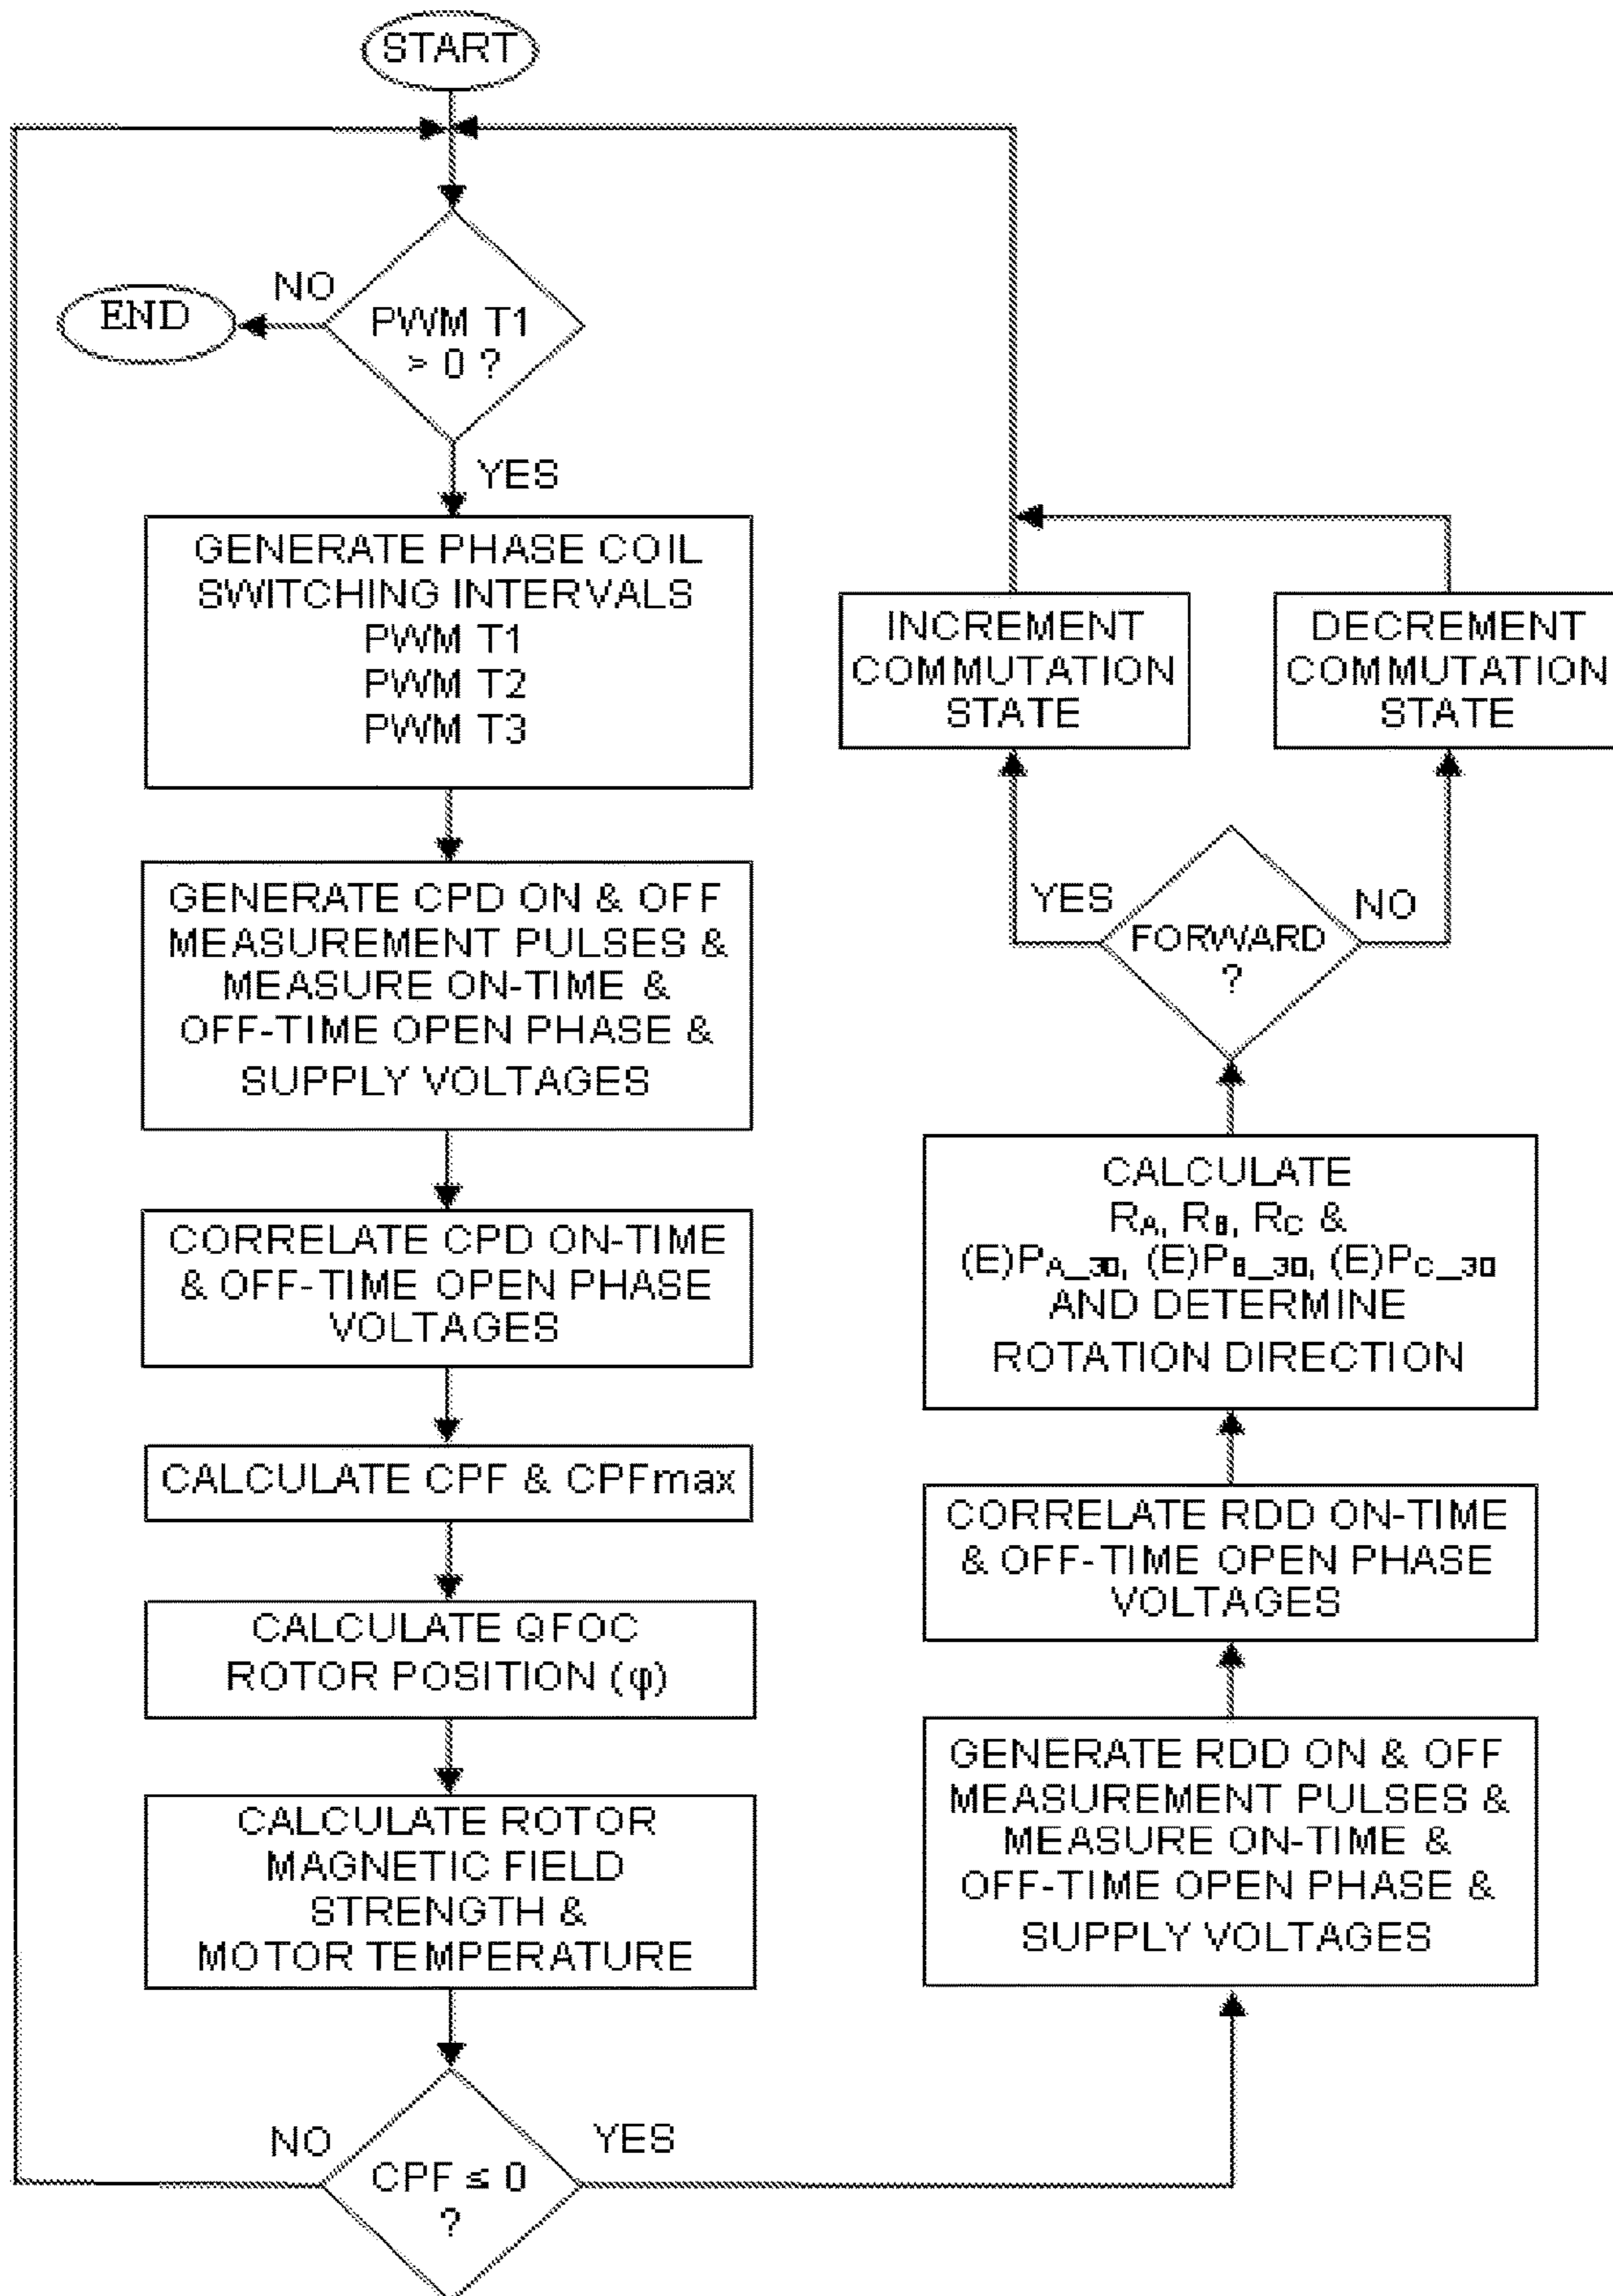 START
NO
END
PWM T1
> 0 ?
YES
GENERATE PHASE COIL
SWITCHING INTERVALS
PWM T1
PWM T2
PWM T3
GENERATE CPD ON & OFF
MEASUREMENT PULSES &
MEASURE ON-TIME &
OFF-TIME OPEN PHASE &
SUPPLY VOLTAGES
CORRELATE CPD ON-TIME
& OFF-TIME OPEN PHASE
VOLTAGES
CALCULATE CPF & CPFmax
CALCULATE QFOC
ROTOR POSITION (φ)
CALCULATE ROTOR
MAGNETIC FIELD
STRENGTH &
MOTOR TEMPERATURE
NO
YES
CPF ≤ 0
?
GENERATE RDD ON & OFF
MEASUREMENT PULSES &
MEASURE ON-TIME &
OFF-TIME OPEN PHASE &
SUPPLY VOLTAGES
CORRELATE RDD ON-TIME
& OFF-TIME OPEN PHASE
VOLTAGES
CALCULATE
RA, RB, RC &
(E)PA_30, (E)PB_30, (E)PC_30
AND DETERMINE
ROTATION DIRECTION
YES
NO
FORWARD
?
INCREMENT
COMMUTATION
STATE
DECREMENT
COMMUTATION
STATE